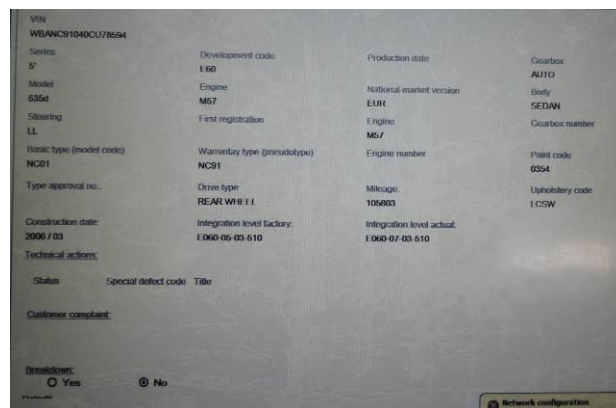 VIN
WBANC91040CU78594
Series Development code: Production date Gearbox
5' E60 AUTO
Model Engine National-market version Body
535d M57 EUR SEDAN
Steering First registration Engine Gearbox number
LL M57
Basic type (model code) Warrentay type (pseudotype) Engine number Paint code
NC01 NC91 0354
Type approval no.. Drive type Mileage. Upholstery code
REAR WHEEL 105803 LCSW
Construction date: Integration level factory: Integration level actual:
2006 / 03 E060-05-03-510 E060-07-03-510
Technical actions:
Status Special defect code Title
Customer complaint:
Breakdown:
Yes No
Network configuration